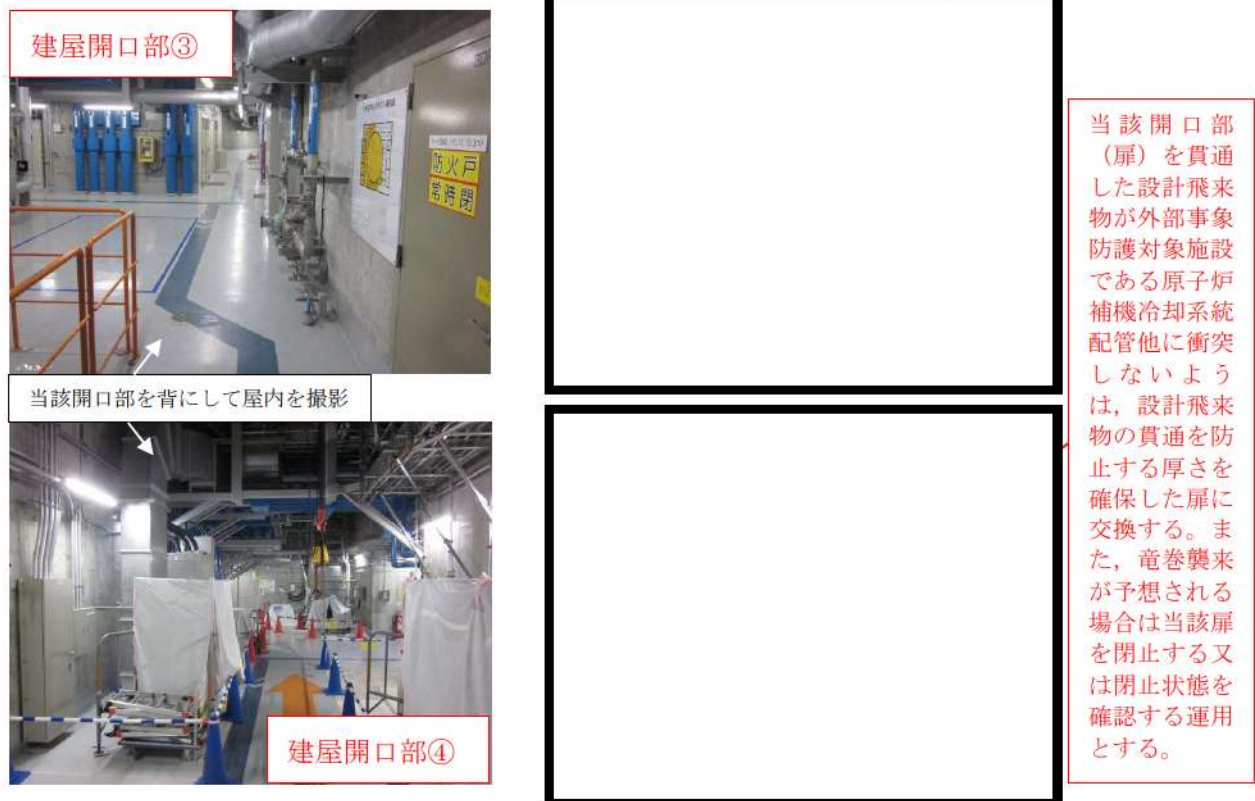 建屋開口部③
防火戸
常時閉
当該開口部を背にして屋内を撮影
建屋開口部④
当該開口部
（扉）を貫通
した設計飛来
物が外部事象
防護対象施設
である原子炉
補機冷却系統
配管他に衝突
しないよう
は，設計飛来
物の貫通を防
止する厚さを
確保した扉に
交換する。ま
た，竜巻襲来
が予想される
場合は当該扉
を閉止する又
は閉止状態を
確認する運用
とする。